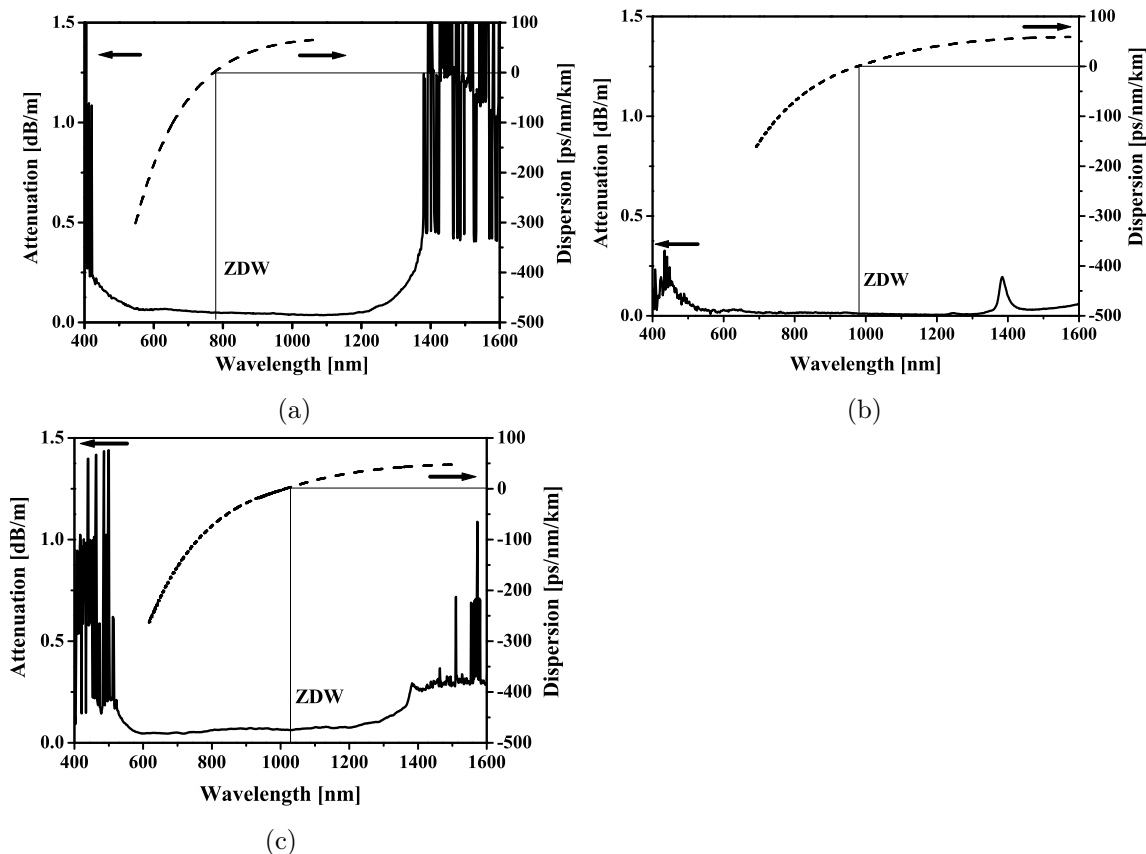 1.5
1.0
0.5
0.0
Attenuation [dB/m]
100
0
-100
-200
-300
-400
-500
Dispersion [ps/nm/km]
ZDW
400 600 800 1000 1200 1400 1600
Wavelength [nm]
(a)
1.5
1.0
0.5
0.0
Attenuation [dB/m]
100
0
-100
-200
-300
-400
-500
Dispersion [ps/nm/km]
ZDW
400 600 800 1000 1200 1400 1600
Wavelength [nm]
(b)
1.5
1.0
0.5
0.0
Attenuation [dB/m]
100
0
-100
-200
-300
-400
-500
Dispersion [ps/nm/km]
ZDW
400 600 800 1000 1200 1400 1600
Wavelength [nm]
(c)